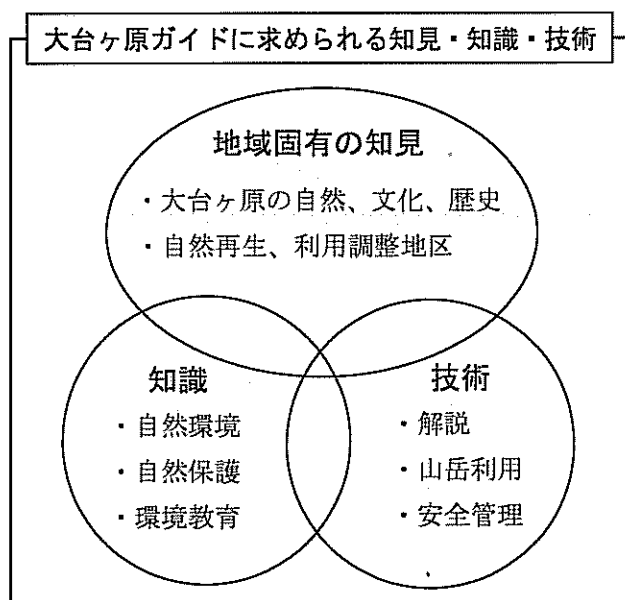 大台ヶ原ガイドに求められる知見・知識・技術
地域固有の知見
・大台ヶ原の自然、文化、歴史
・自然再生、利用調整地区
知識
・自然環境
・自然保護
・環境教育
技術
・解説
・山岳利用
・安全管理